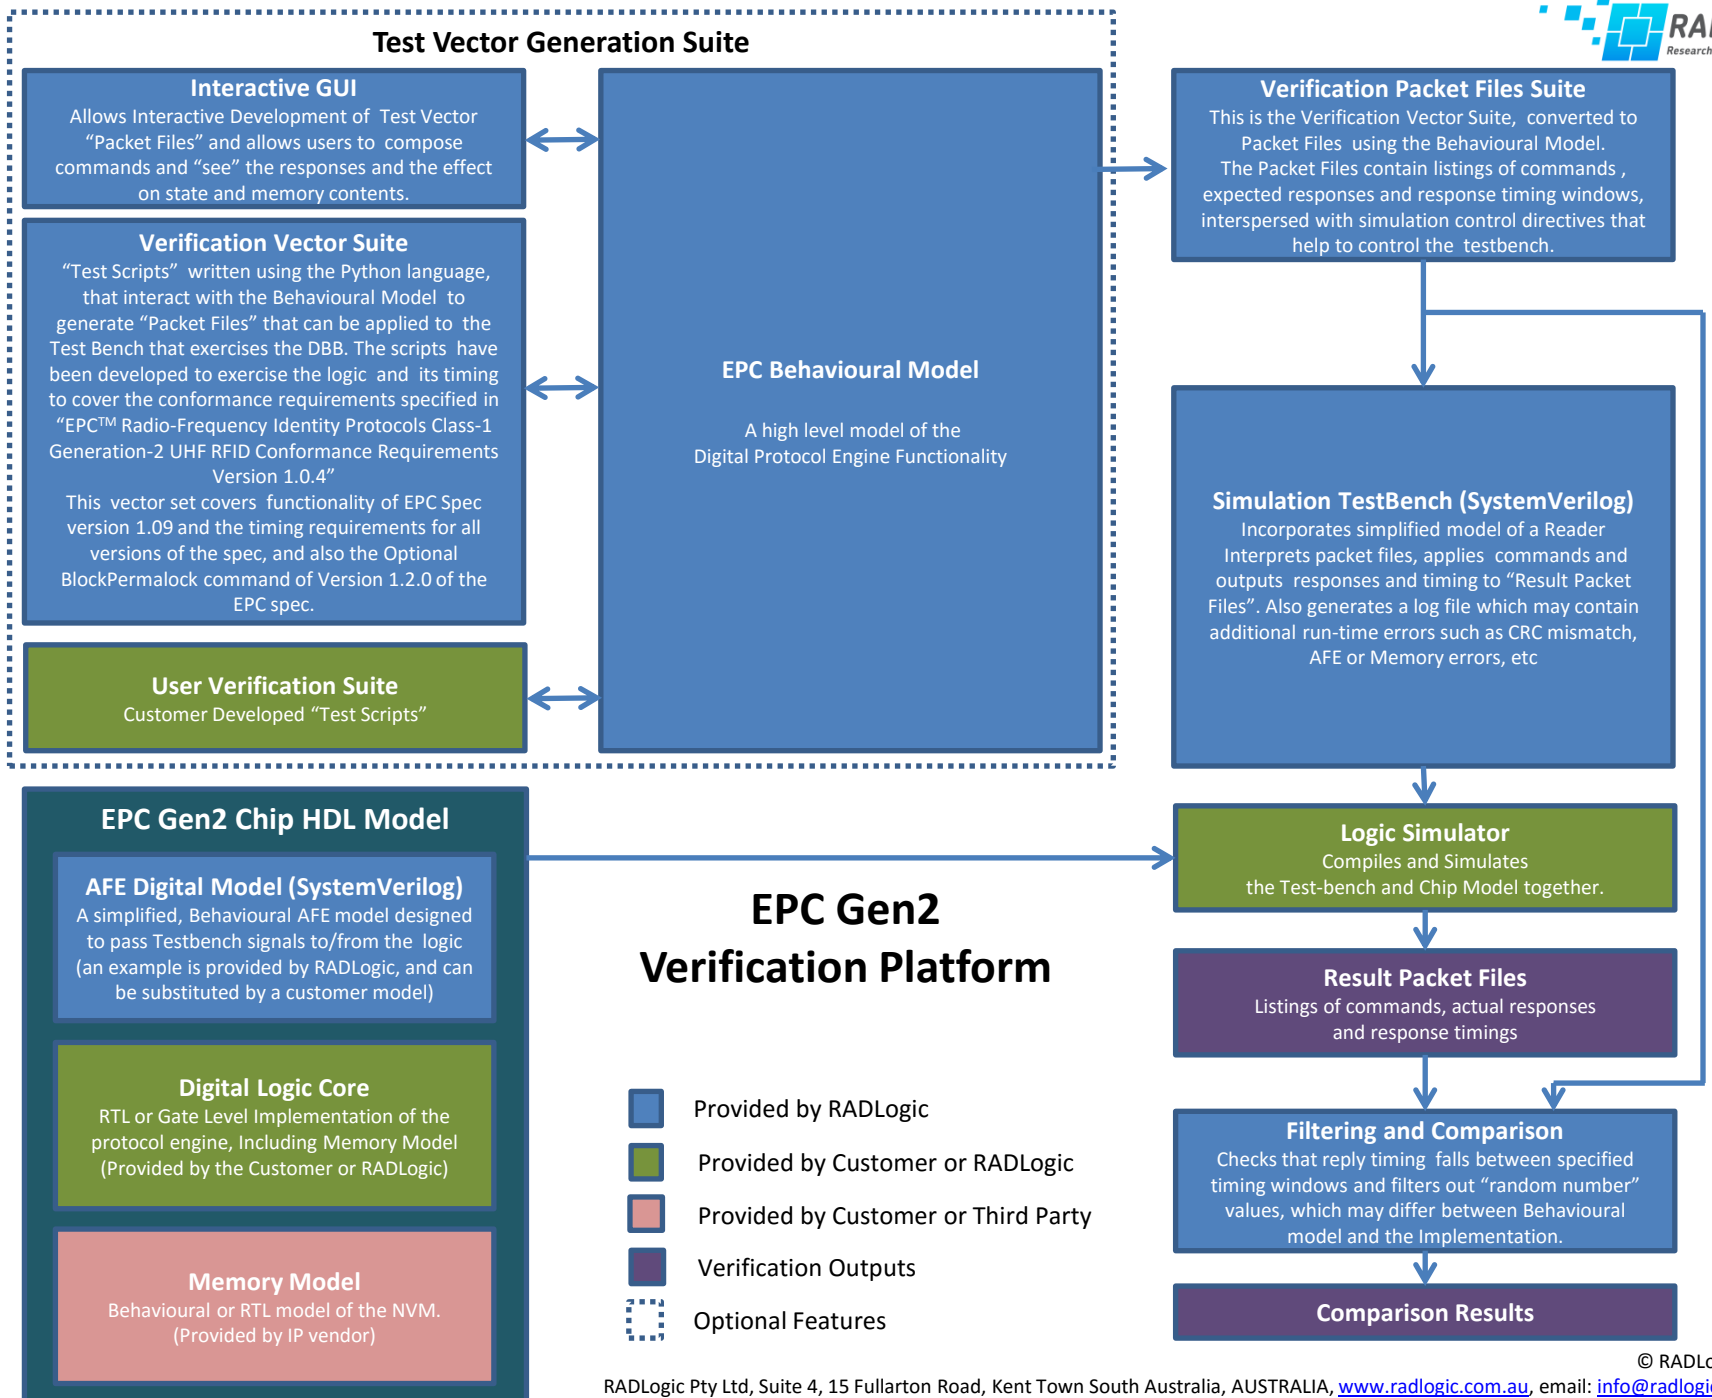 Test Vector Generation Suite
Interactive GUI
Allows Interactive Development of Test Vector
“Packet Files” and allows users to compose
commands and “see” the responses and the effect
on state and memory contents.
Verification Vector Suite
“Test Scripts” written using the Python language,
that interact with the Behavioural Model to
generate “Packet Files” that can be applied to the
Test Bench that exercises the DBB. The scripts have
been developed to exercise the logic and its timing
to cover the conformance requirements specified in
“EPC™ Radio-Frequency Identity Protocols Class-1
Generation-2 UHF RFID Conformance Requirements
Version 1.0.4”
This vector set covers functionality of EPC Spec
version 1.09 and the timing requirements for all
versions of the spec, and also the Optional
BlockPermalock command of Version 1.2.0 of the
EPC spec.
User Verification Suite
Customer Developed “Test Scripts”
EPC Behavioural Model
A high level model of the
Digital Protocol Engine Functionality
RAD
Research
Verification Packet Files Suite
This is the Verification Vector Suite, converted to
Packet Files using the Behavioural Model.
The Packet Files contain listings of commands ,
expected responses and response timing windows,
interspersed with simulation control directives that
help to control the testbench.
Simulation TestBench (SystemVerilog)
Incorporates simplified model of a Reader
Interprets packet files, applies commands and
outputs responses and timing to “Result Packet
Files”. Also generates a log file which may contain
additional run-time errors such as CRC mismatch,
AFE or Memory errors, etc
Logic Simulator
Compiles and Simulates
the Test-bench and Chip Model together.
Result Packet Files
Listings of commands, actual responses
and response timings
Filtering and Comparison
Checks that reply timing falls between specified
timing windows and filters out “random number”
values, which may differ between Behavioural
model and the Implementation.
Comparison Results
EPC Gen2 Chip HDL Model
AFE Digital Model (SystemVerilog)
A simplified, Behavioural AFE model designed
to pass Testbench signals to/from the logic
(an example is provided by RADLogic, and can
be substituted by a customer model)
Digital Logic Core
RTL or Gate Level Implementation of the
protocol engine, Including Memory Model
(Provided by the Customer or RADLogic)
Memory Model
Behavioural or RTL model of the NVM.
(Provided by IP vendor)
EPC Gen2
Verification Platform
Provided by RADLogic
Provided by Customer or RADLogic
Provided by Customer or Third Party
Verification Outputs
Optional Features
© RADLo
RADLogic Pty Ltd, Suite 4, 15 Fullarton Road, Kent Town South Australia, AUSTRALIA, www.radlogic.com.au, email: info@radlogi